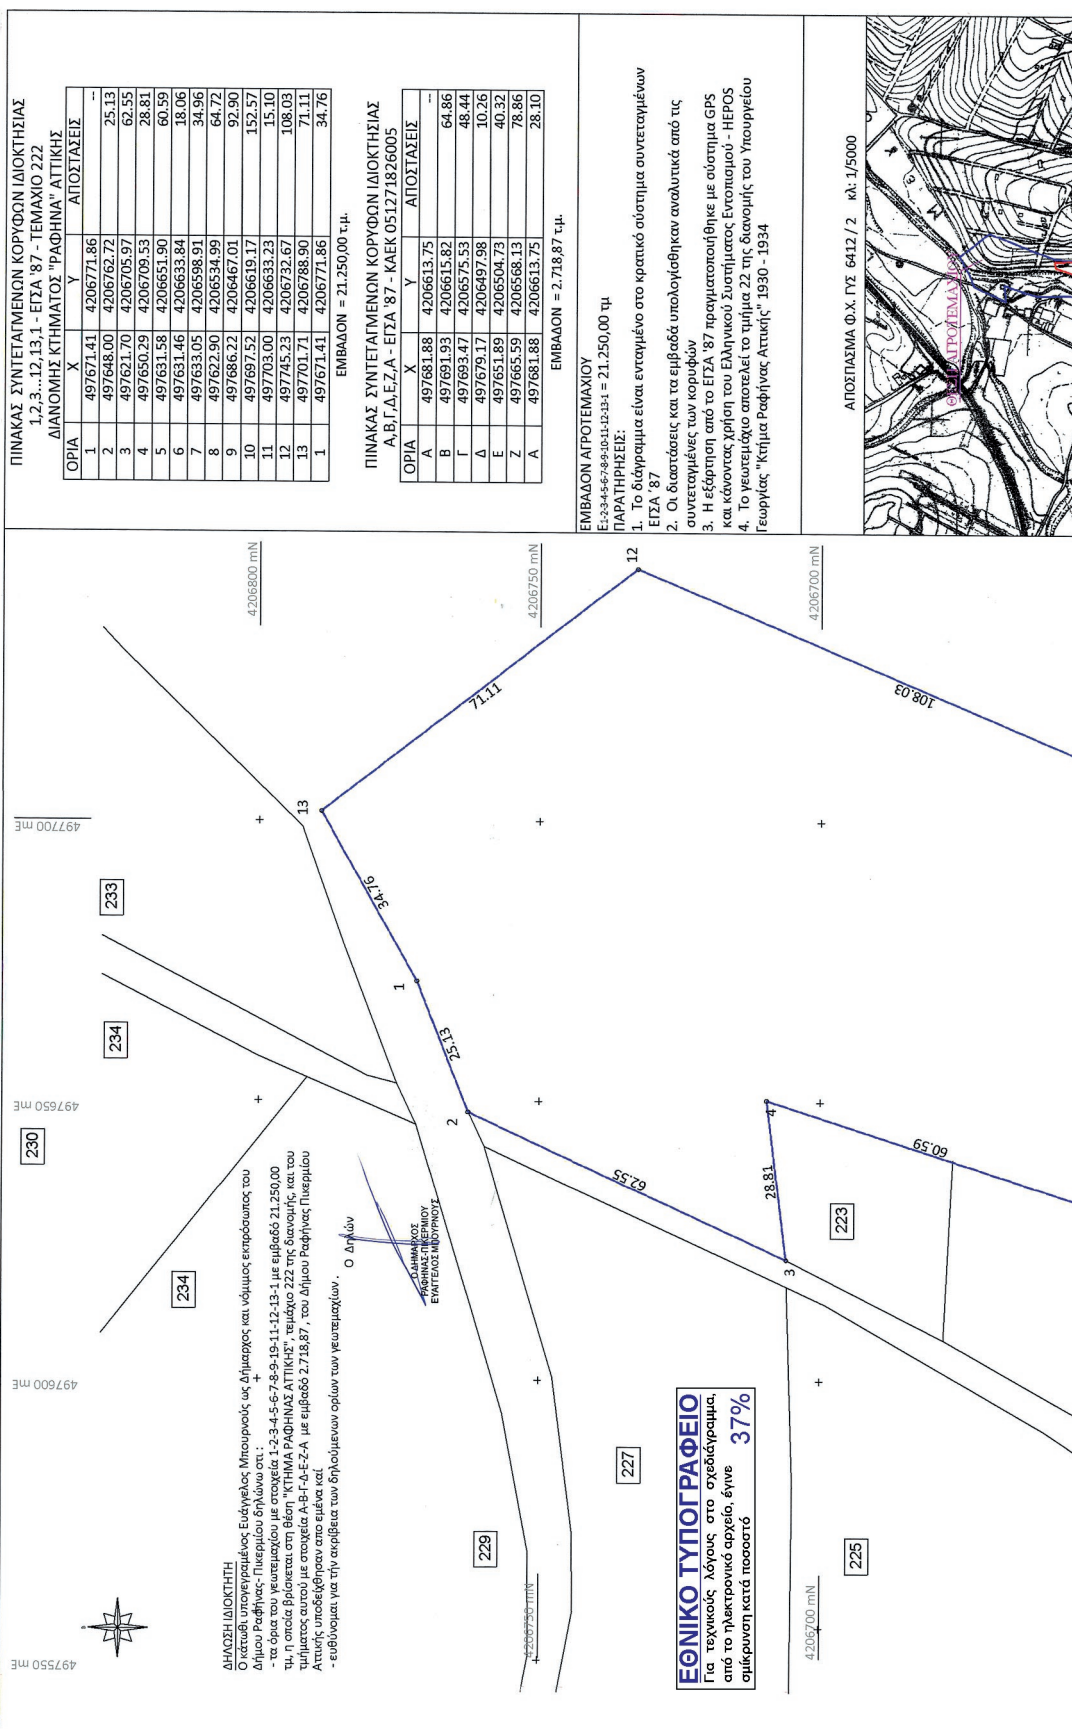 ΠΙΝΑΚΑΣ ΣΥΝΤΕΤΑΓΜΕΝΩΝ ΚΟΡΥΦΩΝ ΙΔΙΟΚΤΗΣΙΑΣ
1,2,3...12,13,1 - ΕΓΣΑ '87 - ΤΕΜΑΧΙΟ 222
ΔΙΑΝΟΜΗΣ ΚΤΗΜΑΤΟΣ "ΡΑΦΗΝΑ" ΑΤΤΙΚΗΣ
ΟΡΙΑ X Y ΑΠΟΣΤΑΣΕΙΣ
1 497671.41 4206771.86 --
2 497648.00 4206762.72 25.13
3 497621.70 4206705.97 62.55
4 497650.29 4206709.53 28.81
5 497631.58 4206651.90 60.59
6 497631.46 4206633.84 18.06
7 497633.05 4206598.91 34.96
8 497622.90 4206534.99 64.72
9 497686.22 4206467.01 92.90
10 497697.52 4206619.17 152.57
11 497703.00 4206633.23 15.10
12 497745.23 4206732.67 108.03
13 497701.71 4206788.90 71.11
1 497671.41 4206771.86 34.76
ΕΜΒΑΔΟΝ = 21.250,00 τ.μ.
ΠΙΝΑΚΑΣ ΣΥΝΤΕΤΑΓΜΕΝΩΝ ΚΟΡΥΦΩΝ ΙΔΙΟΚΤΗΣΙΑΣ
Α,Β,Γ,Δ,Ε,Ζ,Α - ΕΓΣΑ '87 - ΚΑΕΚ 051271826005
ΟΡΙΑ X Y ΑΠΟΣΤΑΣΕΙΣ
Α 497681.88 4206613.75 --
Β 497691.93 4206615.82 64.86
Γ 497693.47 4206575.53 48.44
Δ 497679.17 4206497.98 10.26
Ε 497651.89 4206504.73 40.32
Ζ 497665.59 4206568.13 78.86
Α 497681.88 4206613.75 28.10
ΕΜΒΑΔΟΝ = 2.718,87 τ.μ.
ΕΜΒΑΔΟΝ ΑΓΡΟΤΕΜΑΧΙΟΥ
Ε1-2-3-4-5-6-7-8-9-10-11-12-13-1 = 21.250,00 τμ
ΠΑΡΑΤΗΡΗΣΕΙΣ:
1. Το διάγραμμα είναι ενταγμένο στο κρατικό σύστημα συντεταγμένων
ΕΓΣΑ '87
2. Οι διαστάσεις και τα εμβαδά υπολογίσθηκαν αναλυτικά από τις
συντεταγμένες των κορυφών
3. Η εξάρτηση από το ΕΓΣΑ '87 πραγματοποιήθηκε με σύστημα GPS
και κάνοντας χρήση του Ελληνικού Συστήματος Εντοπισμού - HEPOS
4. Το γεωτεμάχιο αποτελεί το τμήμα 22 της διανομής του Υπουργείου
Γεωργίας "Κτήμα Ραφήνας Αττικής" 1930 - 1934
ΑΠΟΣΠΑΣΜΑ Φ.Χ. ΓΥΣ 6412 / 2 κλ: 1/5000
4206800 mN
4206750 mN
4206700 mN
497700 mE
497650 mE
497600 mE
497550 mE
4206750 mN
4206700 mN
12
13
1
2
3
4
71.11
108.03
34.76
25.13
62.55
28.81
60.59
233
234
230
234
223
227
229
225
ΔΗΛΩΣΗ ΙΔΙΟΚΤΗΤΗ
Ο κάτωθι υπογεγραμένος Ευάγγελος Μπουρνούς ως Δήμαρχος και νόμιμος εκπρόσωπος του
Δήμου Ραφήνας- Πικερμίου δηλώνω οτι :
- τα όρια του γεωτεμαχίου με στοιχεία 1-2-3-4-5-6-7-8-9-19-11-12-13-1 με εμβαδό 21.250,00
τμ, η οποία βρίσκεται στη θέση "ΚΤΗΜΑ ΡΑΦΗΝΑΣ ΑΤΤΙΚΗΣ", τεμάχιο 222 της διανομής, και του
τμήματος αυτού με στοιχεία Α-Β-Γ-Δ-Ε-Ζ-Α με εμβαδό 2.718,87 , του Δήμου Ραφήνας Πικερμίου
Αττικής υποδείχθησαν απο εμένα καί
- ευθύνομαι για τήν ακρίβεια των δηλούμενων ορίων των γεωτεμαχίων .
Ο Δηλών
Ο ΔΗΜΑΡΧΟΣ
ΡΑΦΗΝΑΣ-ΠΙΚΕΡΜΙΟΥ
ΕΥΑΓΓΕΛΟΣ ΜΠΟΥΡΝΟΥΣ
ΕΘΝΙΚΟ ΤΥΠΟΓΡΑΦΕΙΟ
Για τεχνικούς λόγους στο σχεδιάγραμμα,
από το ηλεκτρονικό αρχείο, έγινε
σμίκρυνση κατά ποσοστό 37%